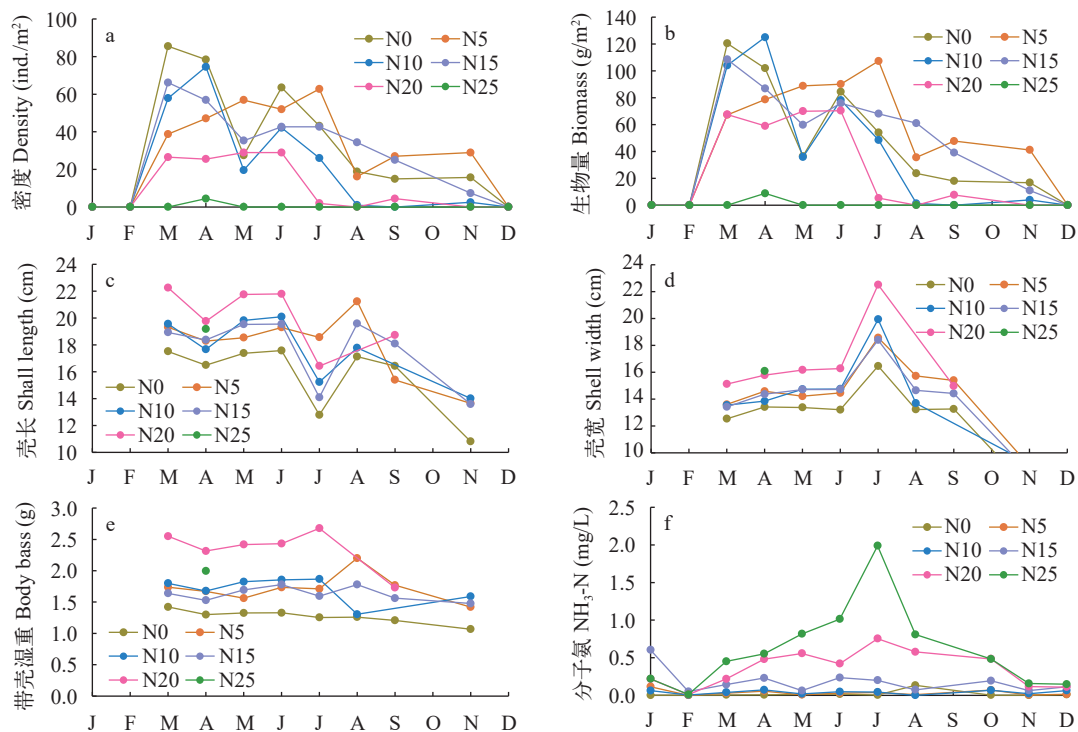 a
密度 Density (ind./m²)
100
80
60
40
20
0
N0 N5
N10 N15
N20 N25
J F M A M J J A S O N D
b
生物量 Biomass (g/m²)
140
120
100
80
60
40
20
0
N0 N5
N10 N15
N20 N25
J F M A M J J A S O N D
c
壳长 Shall length (cm)
24
22
20
18
16
14
12
10
N0 N5
N10 N15
N20 N25
J F M A M J J A S O N D
d
壳宽 Shell width (cm)
24
22
20
18
16
14
12
10
N0 N5
N10 N15
N20 N25
J F M A M J J A S O N D
e
带壳湿重 Body bass (g)
3.0
2.5
2.0
1.5
1.0
0.5
0.0
N0 N5
N10 N15
N20 N25
J F M A M J J A S O N D
f
分子氨 NH₃-N (mg/L)
2.5
2.0
1.5
1.0
0.5
0.0
N0 N5
N10 N15
N20 N25
J F M A M J J A S O N D